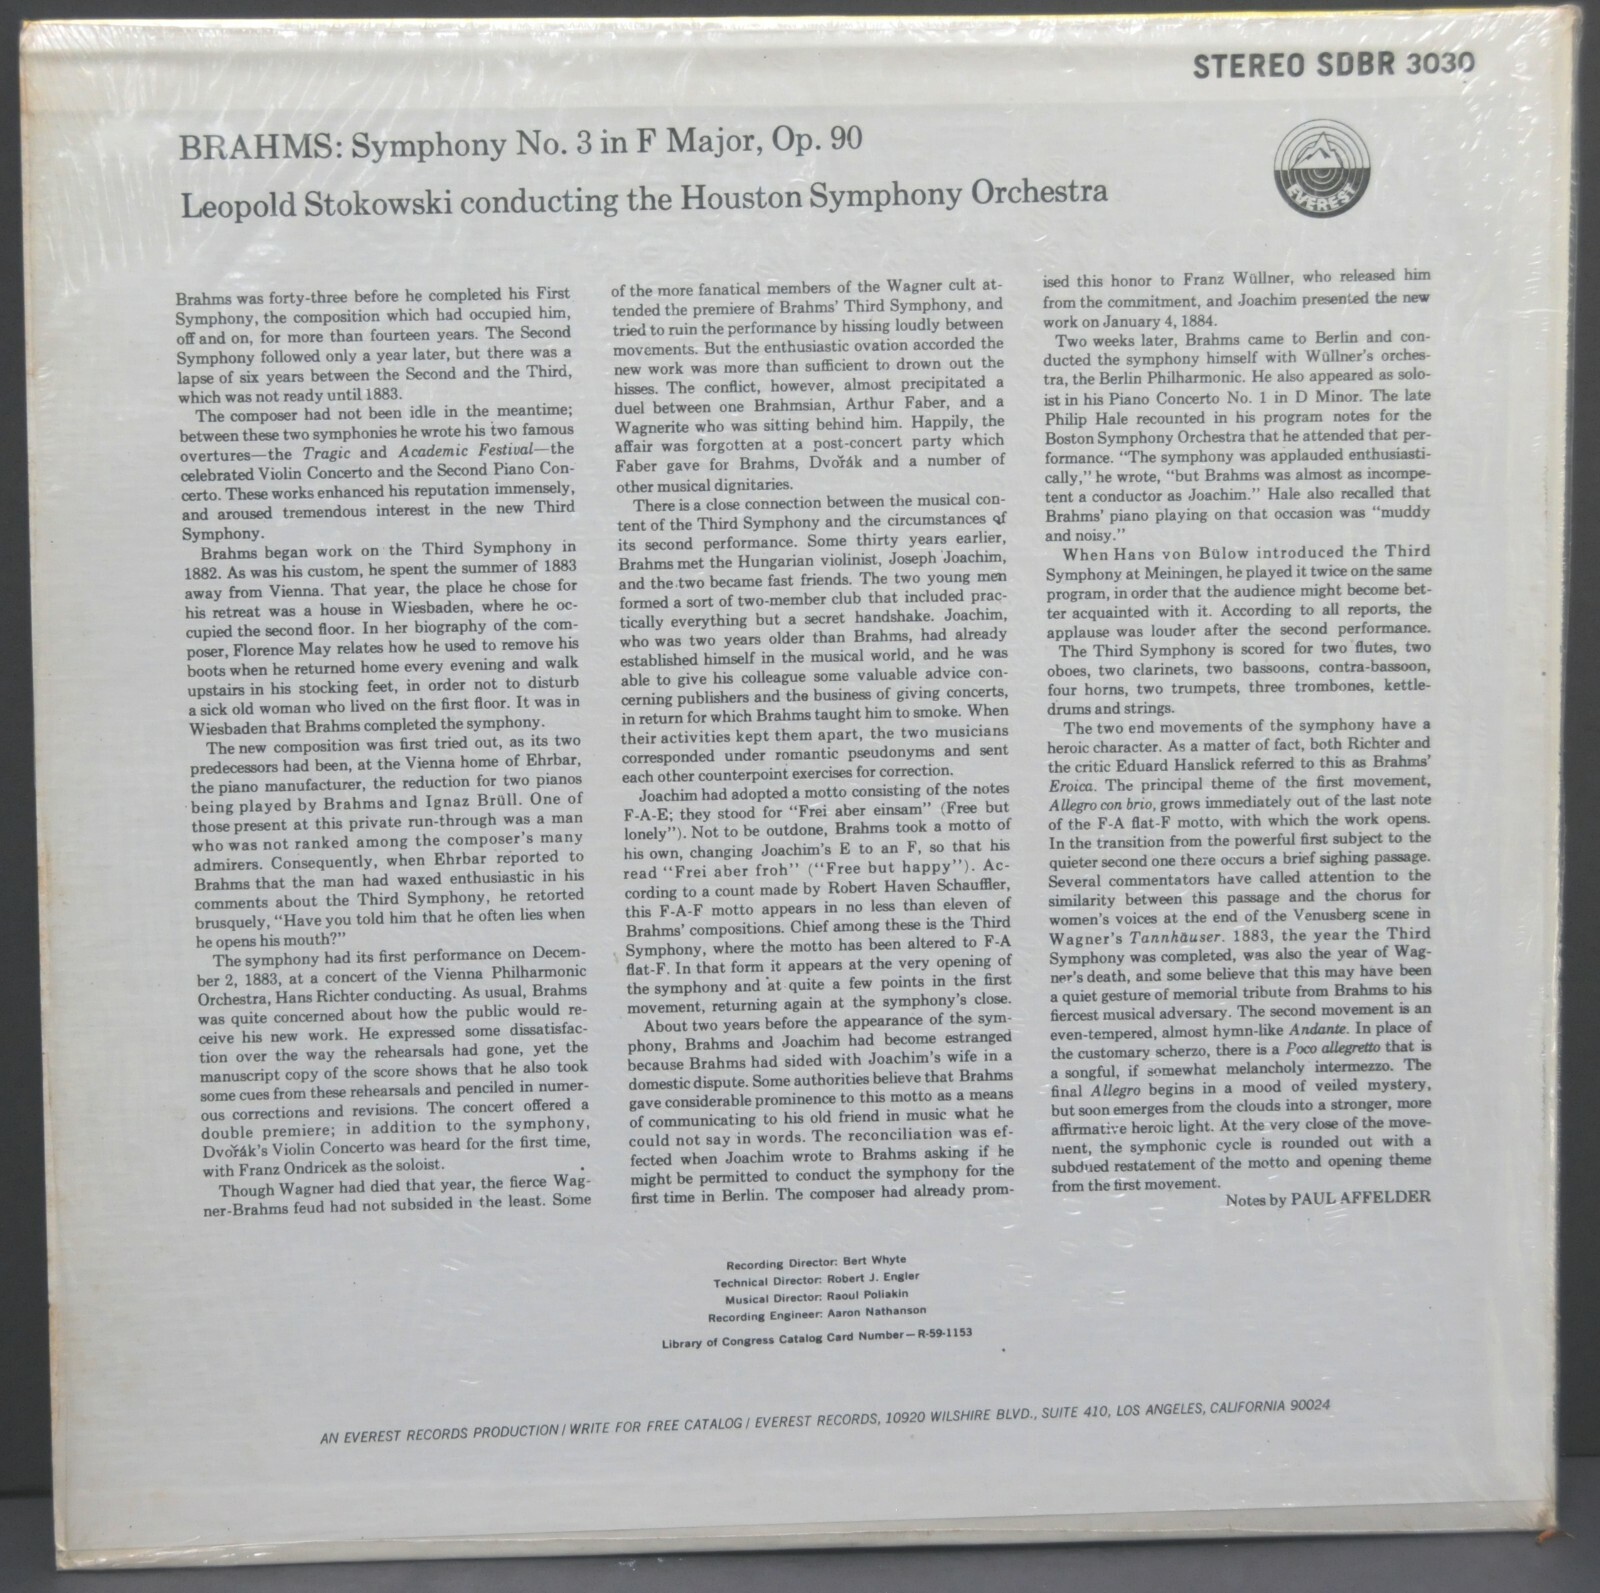 STEREO SDBR 3030
BRAHMS: Symphony No. 3 in F Major, Op. 90
Leopold Stokowski conducting the Houston Symphony Orchestra
EVEREST
Brahms was forty-three before he completed his First
Symphony, the composition which had occupied him,
off and on, for more than fourteen years. The Second
Symphony followed only a year later, but there was a
lapse of six years between the Second and the Third,
which was not ready until 1883.
The composer had not been idle in the meantime;
between these two symphonies he wrote his two famous
overtures—the Tragic and Academic Festival—the
celebrated Violin Concerto and the Second Piano Con-
certo. These works enhanced his reputation immensely,
and aroused tremendous interest in the new Third
Symphony.
Brahms began work on the Third Symphony in
1882. As was his custom, he spent the summer of 1883
away from Vienna. That year, the place he chose for
his retreat was a house in Wiesbaden, where he oc-
cupied the second floor. In her biography of the com-
poser, Florence May relates how he used to remove his
boots when he returned home every evening and walk
upstairs in his stocking feet, in order not to disturb
a sick old woman who lived on the first floor. It was in
Wiesbaden that Brahms completed the symphony.
The new composition was first tried out, as its two
predecessors had been, at the Vienna home of Ehrbar,
the piano manufacturer, the reduction for two pianos
being played by Brahms and Ignaz Brüll. One of
those present at this private run-through was a man
who was not ranked among the composer's many
admirers. Consequently, when Ehrbar reported to
Brahms that the man had waxed enthusiastic in his
comments about the Third Symphony, he retorted
brusquely, "Have you told him that he often lies when
he opens his mouth?"
The symphony had its first performance on Decem-
ber 2, 1883, at a concert of the Vienna Philharmonic
Orchestra, Hans Richter conducting. As usual, Brahms
was quite concerned about how the public would re-
ceive his new work. He expressed some dissatisfac-
tion over the way the rehearsals had gone, yet the
manuscript copy of the score shows that he also took
some cues from these rehearsals and penciled in numer-
ous corrections and revisions. The concert offered a
double premiere; in addition to the symphony,
Dvořák's Violin Concerto was heard for the first time,
with Franz Ondricek as the soloist.
Though Wagner had died that year, the fierce Wag-
ner-Brahms feud had not subsided in the least. Some
of the more fanatical members of the Wagner cult at-
tended the premiere of Brahms' Third Symphony, and
tried to ruin the performance by hissing loudly between
movements. But the enthusiastic ovation accorded the
new work was more than sufficient to drown out the
hisses. The conflict, however, almost precipitated a
duel between one Brahmsian, Arthur Faber, and a
Wagnerite who was sitting behind him. Happily, the
affair was forgotten at a post-concert party which
Faber gave for Brahms, Dvořák and a number of
other musical dignitaries.
There is a close connection between the musical con-
tent of the Third Symphony and the circumstances of
its second performance. Some thirty years earlier,
Brahms met the Hungarian violinist, Joseph Joachim,
and the two became fast friends. The two young men
formed a sort of two-member club that included prac-
tically everything but a secret handshake. Joachim,
who was two years older than Brahms, had already
established himself in the musical world, and he was
able to give his colleague some valuable advice con-
cerning publishers and the business of giving concerts,
in return for which Brahms taught him to smoke. When
their activities kept them apart, the two musicians
corresponded under romantic pseudonyms and sent
each other counterpoint exercises for correction.
Joachim had adopted a motto consisting of the notes
F-A-E; they stood for "Frei aber einsam" (Free but
lonely"). Not to be outdone, Brahms took a motto of
his own, changing Joachim's E to an F, so that his
read "Frei aber froh" ("Free but happy"). Ac-
cording to a count made by Robert Haven Schauffler,
this F-A-F motto appears in no less than eleven of
Brahms' compositions. Chief among these is the Third
Symphony, where the motto has been altered to F-A
flat-F. In that form it appears at the very opening of
the symphony and at quite a few points in the first
movement, returning again at the symphony's close.
About two years before the appearance of the sym-
phony, Brahms and Joachim had become estranged
because Brahms had sided with Joachim's wife in a
domestic dispute. Some authorities believe that Brahms
gave considerable prominence to this motto as a means
of communicating to his old friend in music what he
could not say in words. The reconciliation was ef-
fected when Joachim wrote to Brahms asking if he
might be permitted to conduct the symphony for the
first time in Berlin. The composer had already prom-
ised this honor to Franz Wüllner, who released him
from the commitment, and Joachim presented the new
work on January 4, 1884.
Two weeks later, Brahms came to Berlin and con-
ducted the symphony himself with Wüllner's orches-
tra, the Berlin Philharmonic. He also appeared as solo-
ist in his Piano Concerto No. 1 in D Minor. The late
Philip Hale recounted in his program notes for the
Boston Symphony Orchestra that he attended that per-
formance. "The symphony was applauded enthusiasti-
cally," he wrote, "but Brahms was almost as incompe-
tent a conductor as Joachim." Hale also recalled that
Brahms' piano playing on that occasion was "muddy
and noisy."
When Hans von Bülow introduced the Third
Symphony at Meiningen, he played it twice on the same
program, in order that the audience might become bet-
ter acquainted with it. According to all reports, the
applause was louder after the second performance.
The Third Symphony is scored for two flutes, two
oboes, two clarinets, two bassoons, contra-bassoon,
four horns, two trumpets, three trombones, kettle-
drums and strings.
The two end movements of the symphony have a
heroic character. As a matter of fact, both Richter and
the critic Eduard Hanslick referred to this as Brahms'
Eroica. The principal theme of the first movement,
Allegro con brio, grows immediately out of the last note
of the F-A flat-F motto, with which the work opens.
In the transition from the powerful first subject to the
quieter second one there occurs a brief sighing passage.
Several commentators have called attention to the
similarity between this passage and the chorus for
women's voices at the end of the Venusberg scene in
Wagner's Tannhäuser. 1883, the year the Third
Symphony was completed, was also the year of Wag-
ner's death, and some believe that this may have been
a quiet gesture of memorial tribute from Brahms to his
fiercest musical adversary. The second movement is an
even-tempered, almost hymn-like Andante. In place of
the customary scherzo, there is a Poco allegretto that is
a songful, if somewhat melancholy intermezzo. The
final Allegro begins in a mood of veiled mystery,
but soon emerges from the clouds into a stronger, more
affirmative heroic light. At the very close of the move-
ment, the symphonic cycle is rounded out with a
subdued restatement of the motto and opening theme
from the first movement.
Notes by PAUL AFFELDER
Recording Director: Bert Whyte
Technical Director: Robert J. Engler
Musical Director: Raoul Poliakin
Recording Engineer: Aaron Nathanson
Library of Congress Catalog Card Number—R-59-1153
AN EVEREST RECORDS PRODUCTION / WRITE FOR FREE CATALOG / EVEREST RECORDS, 10920 WILSHIRE BLVD., SUITE 410, LOS ANGELES, CALIFORNIA 90024